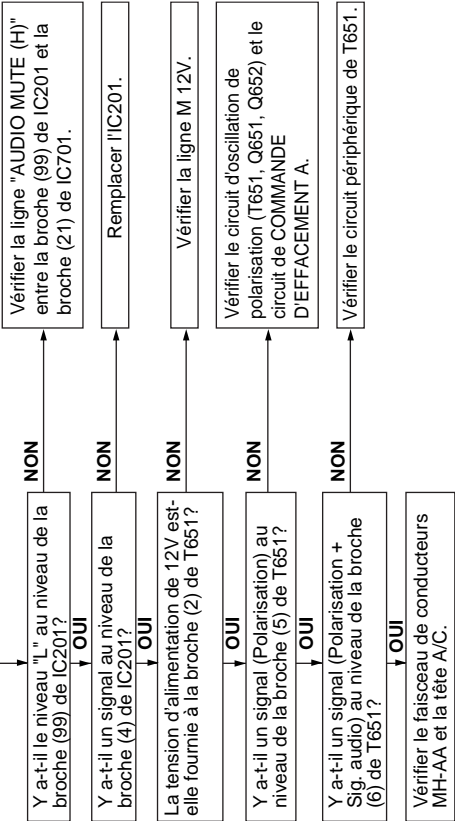 Y a-t-il le niveau "L" au niveau de la
broche (99) de IC201?
NON
Vérifier la ligne "AUDIO MUTE (H)"
entre la broche (99) de IC201 et la
broche (21) de IC701.
OUI
Y a-t-il un signal au niveau de la
broche (4) de IC201?
NON
Remplacer l'IC201.
OUI
La tension d'alimentation de 12V est-
elle fournie à la broche (2) de T651?
NON
Vérifier la ligne M 12V.
OUI
Y a-t-il un signal (Polarisation) au
niveau de la broche (5) de T651?
NON
Vérifier le circuit d'oscillation de
polarisation (T651, Q651, Q652) et le
circuit de COMMANDE
D'EFFACEMENT A.
OUI
Y a-t-il un signal (Polarisation +
Sig. audio) au niveau de la broche
(6) de T651?
NON
Vérifier le circuit périphérique de T651.
OUI
Vérifier le faisceau de conducteurs
MH-AA et la tête A/C.